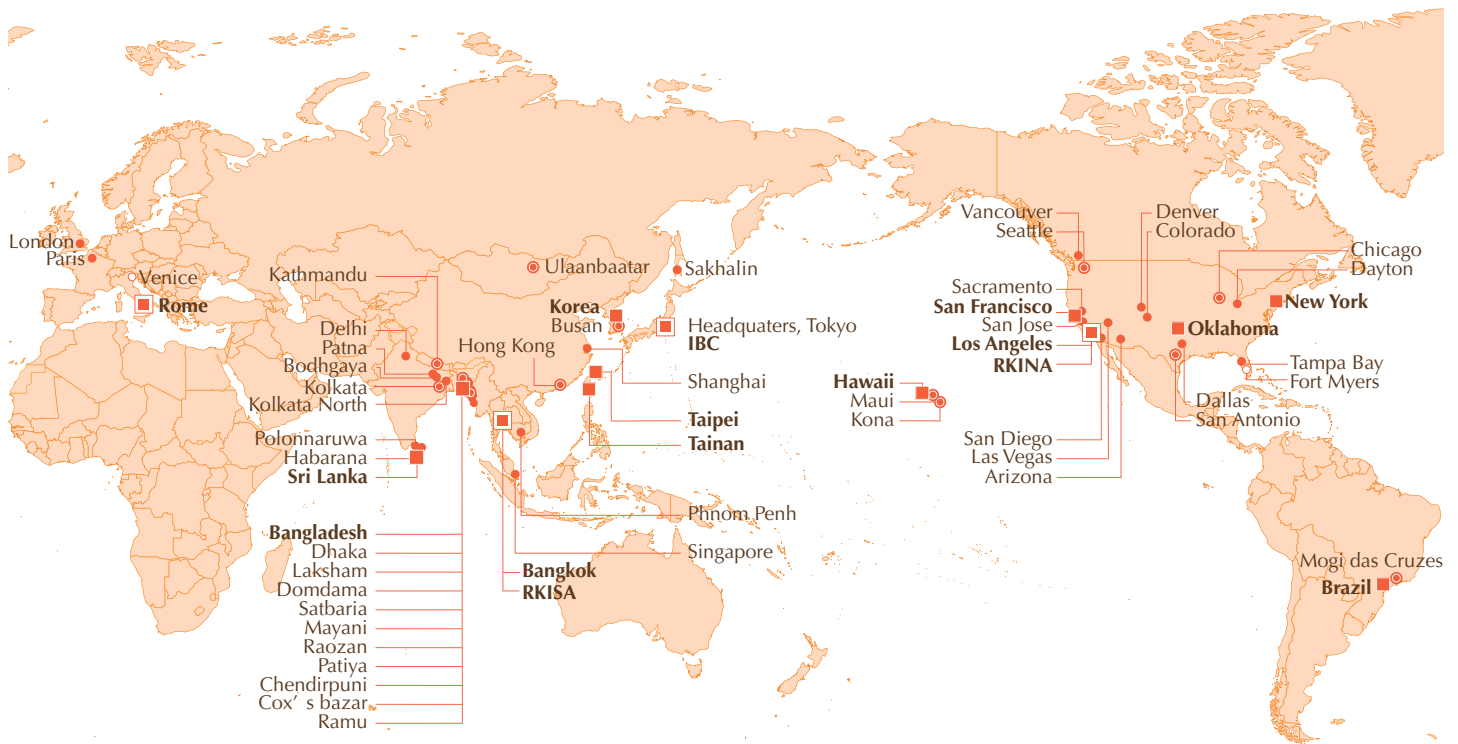 London
Paris
Venice
Rome
Kathmandu
Delhi
Patna
Bodhgaya
Kolkata
Kolkata North
Polonnaruwa
Habarana
Sri Lanka
Bangladesh
Dhaka
Laksham
Domdama
Satbaria
Mayani
Raozan
Patiya
Chendirpuni
Cox' s bazar
Ramu
Ulaanbaatar
Sakhalin
Korea
Busan
Headquaters, Tokyo
IBC
Hong Kong
Shanghai
Taipei
Tainan
Phnom Penh
Singapore
Bangkok
RKISA
Hawaii
Maui
Kona
Vancouver
Seattle
Sacramento
San Francisco
San Jose
Los Angeles
RKINA
San Diego
Las Vegas
Arizona
Denver
Colorado
Chicago
Dayton
New York
Oklahoma
Tampa Bay
Fort Myers
Dallas
San Antonio
Mogi das Cruzes
Brazil